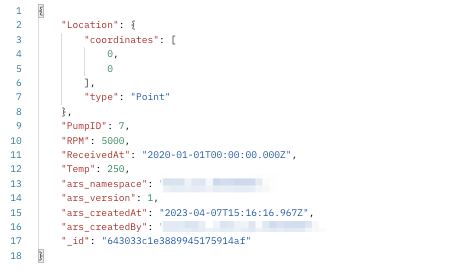 1 {
2 "Location": {
3 "coordinates": [
4 0,
5 0
6 ],
7 "type": "Point"
8 },
9 "PumpID": 7,
10 "RPM": 5000,
11 "ReceivedAt": "2020-01-01T00:00:00.000Z",
12 "Temp": 250,
13 "ars_namespace": "
14 "ars_version": 1,
15 "ars_createdAt": "2023-04-07T15:16:16.967Z",
16 "ars_createdBy": "
17 "_id": "643033c1e3889945175914af"
18 }